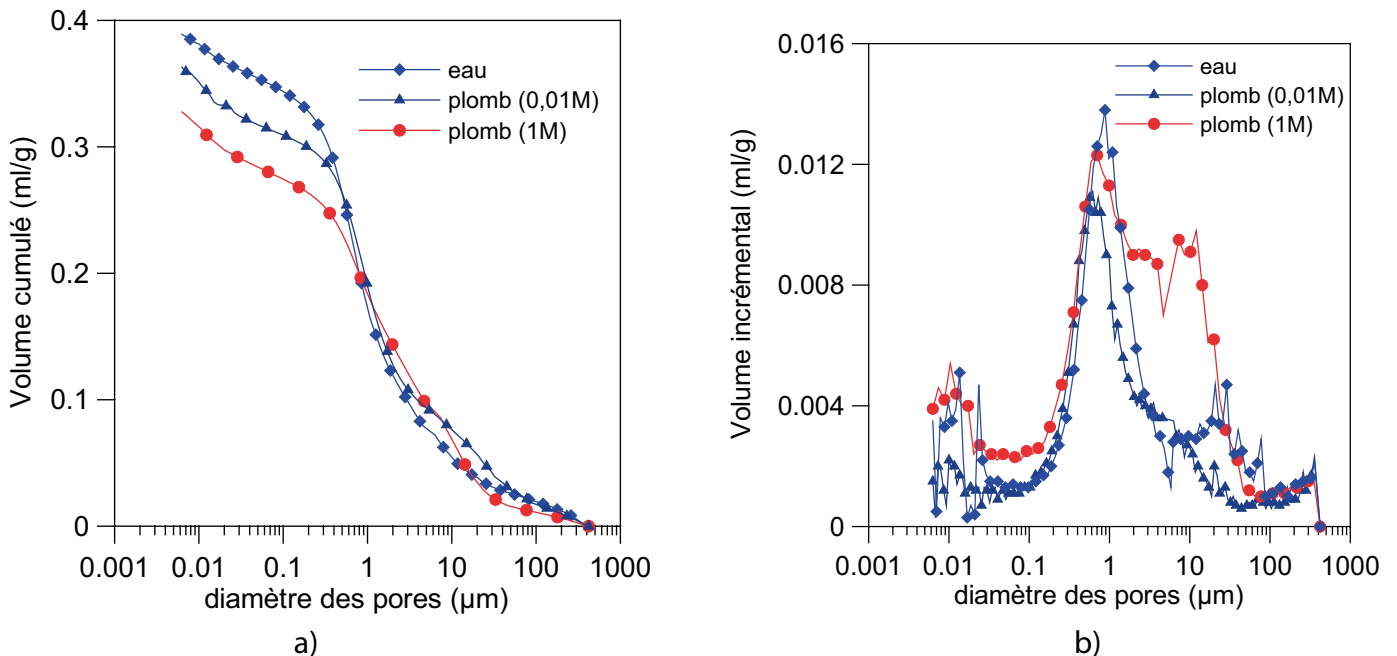 0.4
0.3
0.2
0.1
0
Volume cumulé (ml/g)
eau
plomb (0,01M)
plomb (1M)
0.001
0.01
0.1
1
10
100
1000
diamètre des pores (µm)
a)
0.016
0.012
0.008
0.004
0
Volume incrémental (ml/g)
eau
plomb (0,01M)
plomb (1M)
0.001
0.01
0.1
1
10
100
1000
diamètre des pores (µm)
b)